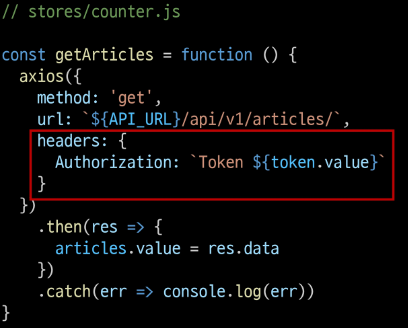 // stores/counter.js

const getArticles = function () {
  axios({
    method: 'get',
    url: `${API_URL}/api/v1/articles/`,
    headers: {
      Authorization: `Token ${token.value}`
    }
  })
    .then(res => {
      articles.value = res.data
    })
    .catch(err => console.log(err))
}